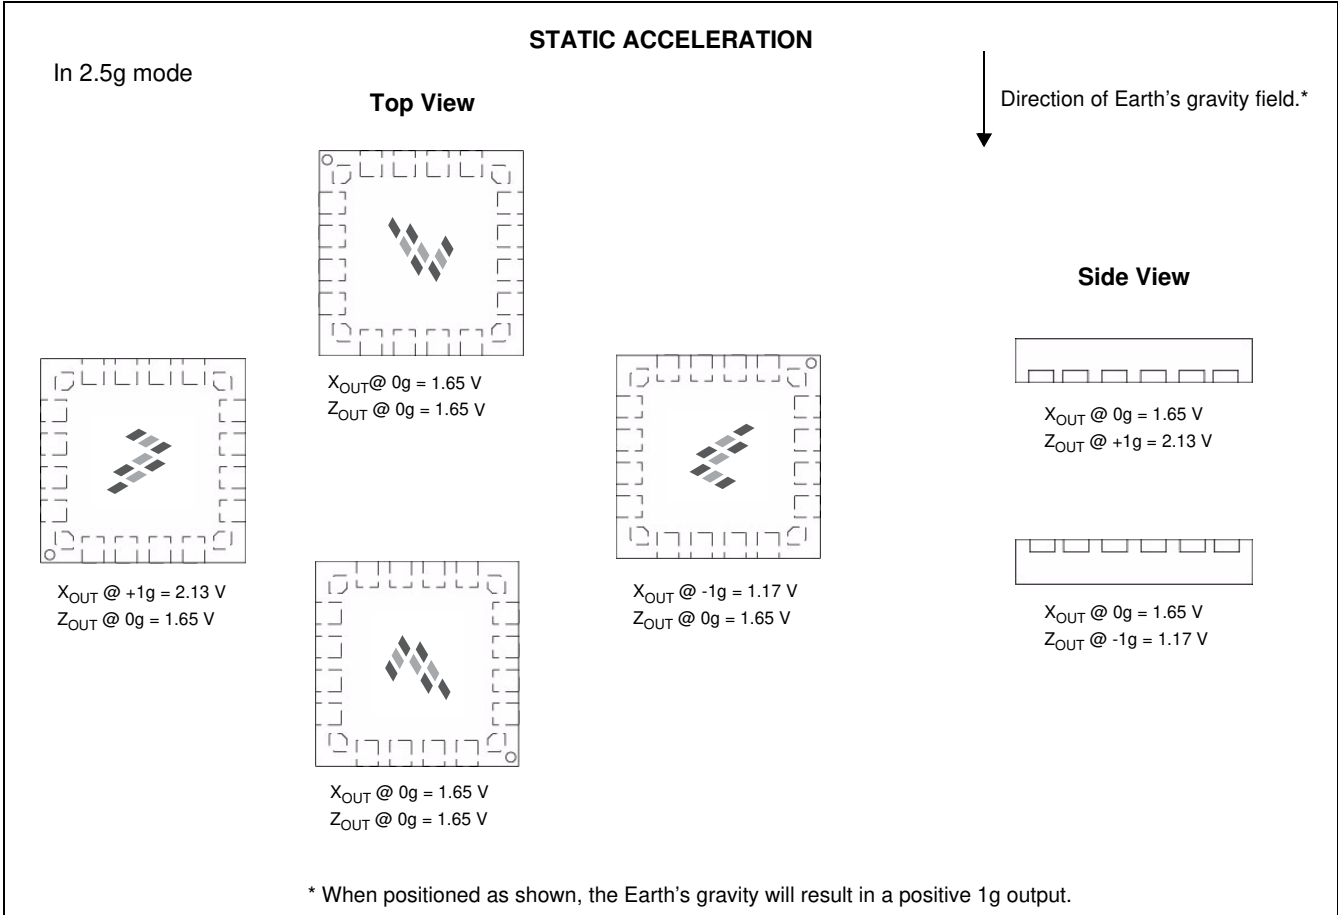 STATIC ACCELERATION
In 2.5g mode
Direction of Earth's gravity field.*
Top View
Side View
XOUT@ 0g = 1.65 V
ZOUT @ 0g = 1.65 V
XOUT @ +1g = 2.13 V
ZOUT @ 0g = 1.65 V
XOUT @ -1g = 1.17 V
ZOUT @ 0g = 1.65 V
XOUT @ 0g = 1.65 V
ZOUT @ 0g = 1.65 V
XOUT @ 0g = 1.65 V
ZOUT @ +1g = 2.13 V
XOUT @ 0g = 1.65 V
ZOUT @ -1g = 1.17 V
* When positioned as shown, the Earth's gravity will result in a positive 1g output.